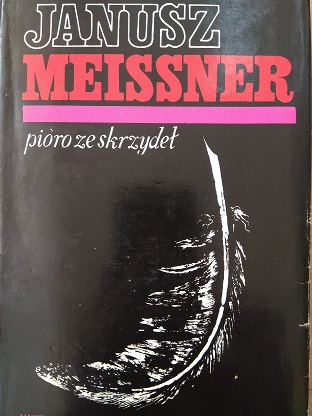 JANUSZ
MEISSNER
pióro ze skrzydeł